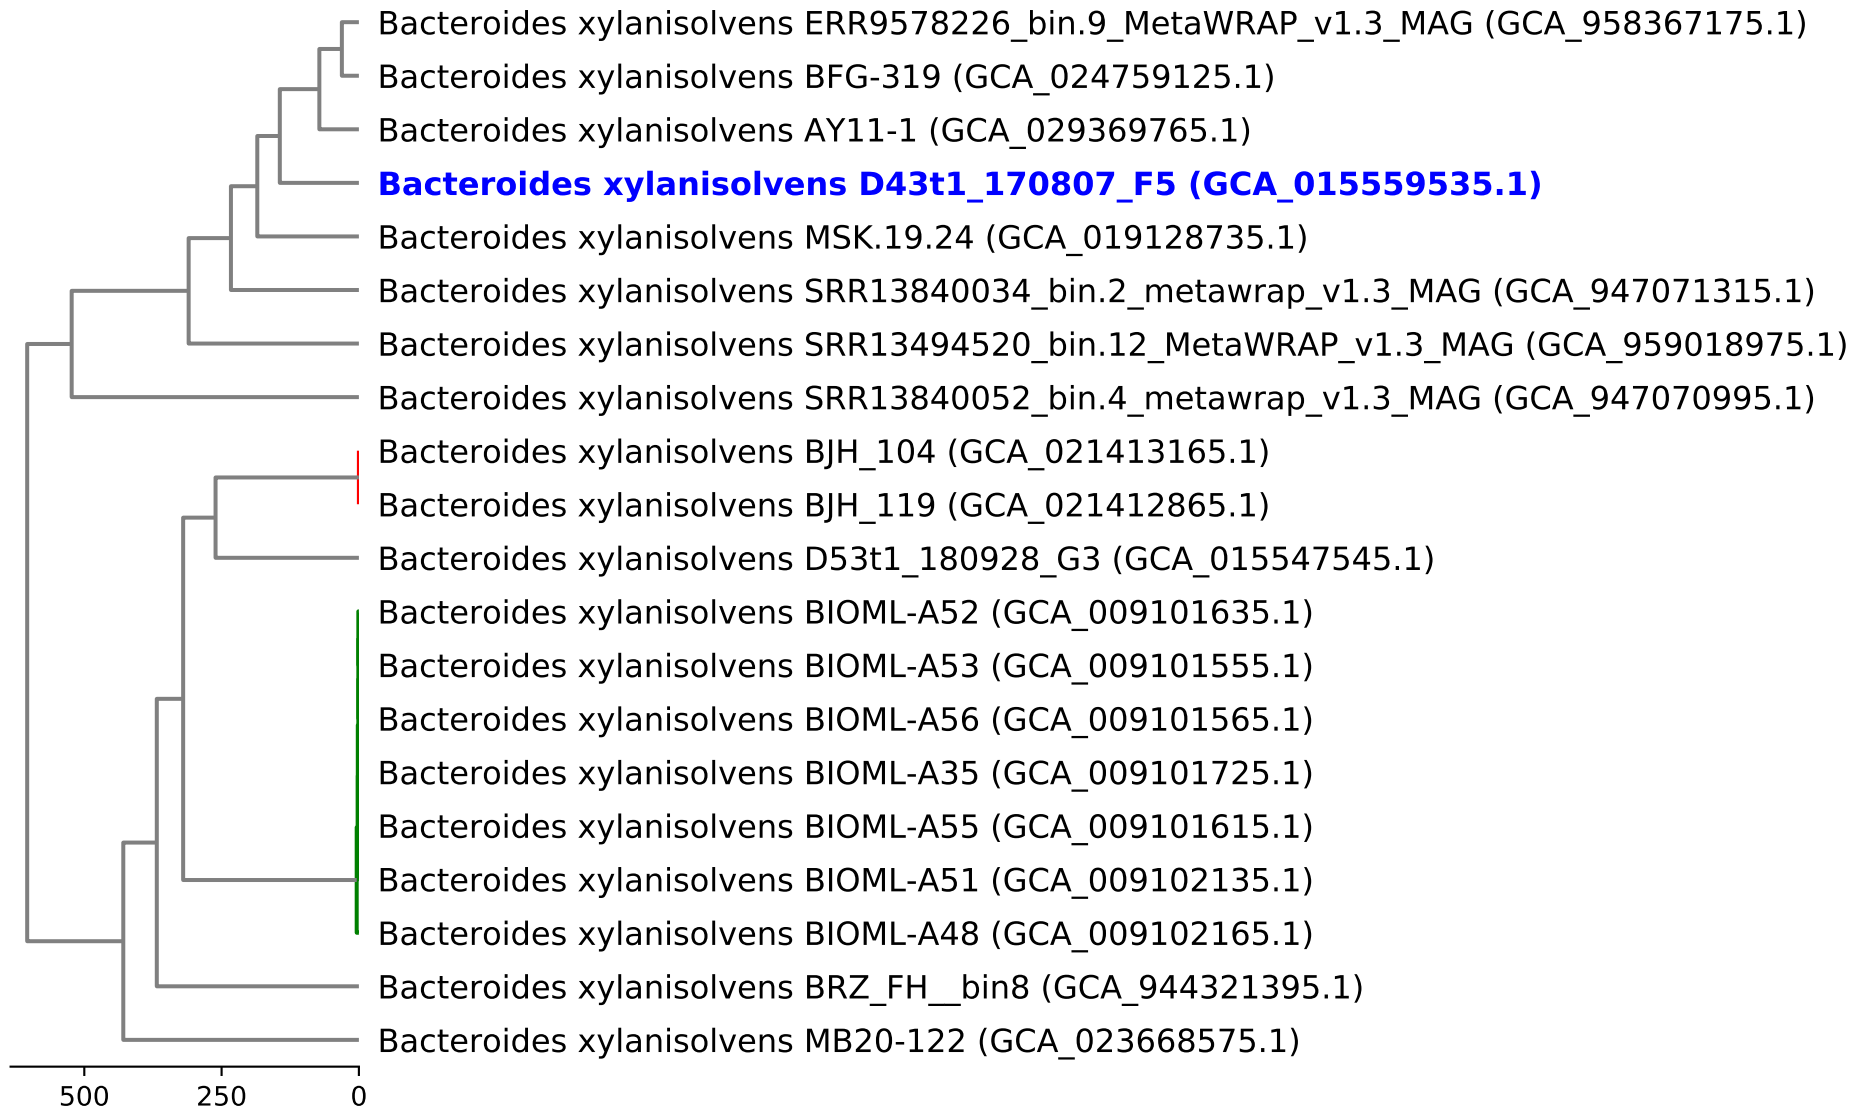 Bacteroides xylanisolvens ERR9578226_bin.9_MetaWRAP_v1.3_MAG (GCA_958367175.1)
Bacteroides xylanisolvens BFG-319 (GCA_024759125.1)
Bacteroides xylanisolvens AY11-1 (GCA_029369765.1)
Bacteroides xylanisolvens D43t1_170807_F5 (GCA_015559535.1)
Bacteroides xylanisolvens MSK.19.24 (GCA_019128735.1)
Bacteroides xylanisolvens SRR13840034_bin.2_metawrap_v1.3_MAG (GCA_947071315.1)
Bacteroides xylanisolvens SRR13494520_bin.12_MetaWRAP_v1.3_MAG (GCA_959018975.1)
Bacteroides xylanisolvens SRR13840052_bin.4_metawrap_v1.3_MAG (GCA_947070995.1)
Bacteroides xylanisolvens BJH_104 (GCA_021413165.1)
Bacteroides xylanisolvens BJH_119 (GCA_021412865.1)
Bacteroides xylanisolvens D53t1_180928_G3 (GCA_015547545.1)
Bacteroides xylanisolvens BIOML-A52 (GCA_009101635.1)
Bacteroides xylanisolvens BIOML-A53 (GCA_009101555.1)
Bacteroides xylanisolvens BIOML-A56 (GCA_009101565.1)
Bacteroides xylanisolvens BIOML-A35 (GCA_009101725.1)
Bacteroides xylanisolvens BIOML-A55 (GCA_009101615.1)
Bacteroides xylanisolvens BIOML-A51 (GCA_009102135.1)
Bacteroides xylanisolvens BIOML-A48 (GCA_009102165.1)
Bacteroides xylanisolvens BRZ_FH__bin8 (GCA_944321395.1)
Bacteroides xylanisolvens MB20-122 (GCA_023668575.1)
500 250 0